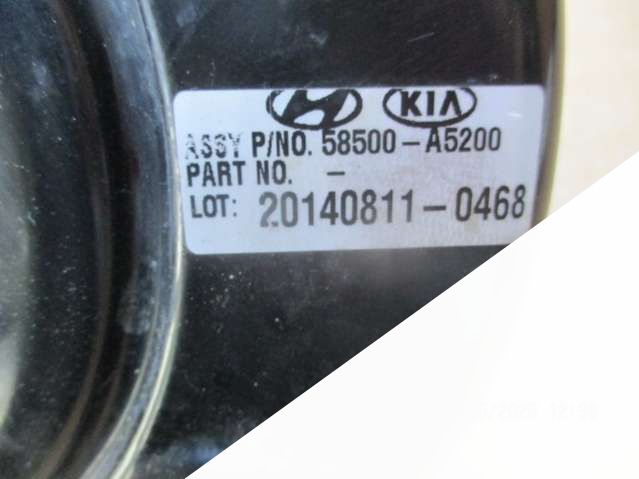 KIA
ASSY P/NO. 58500-A5200
PART NO. -
LOT: 20140811-0468